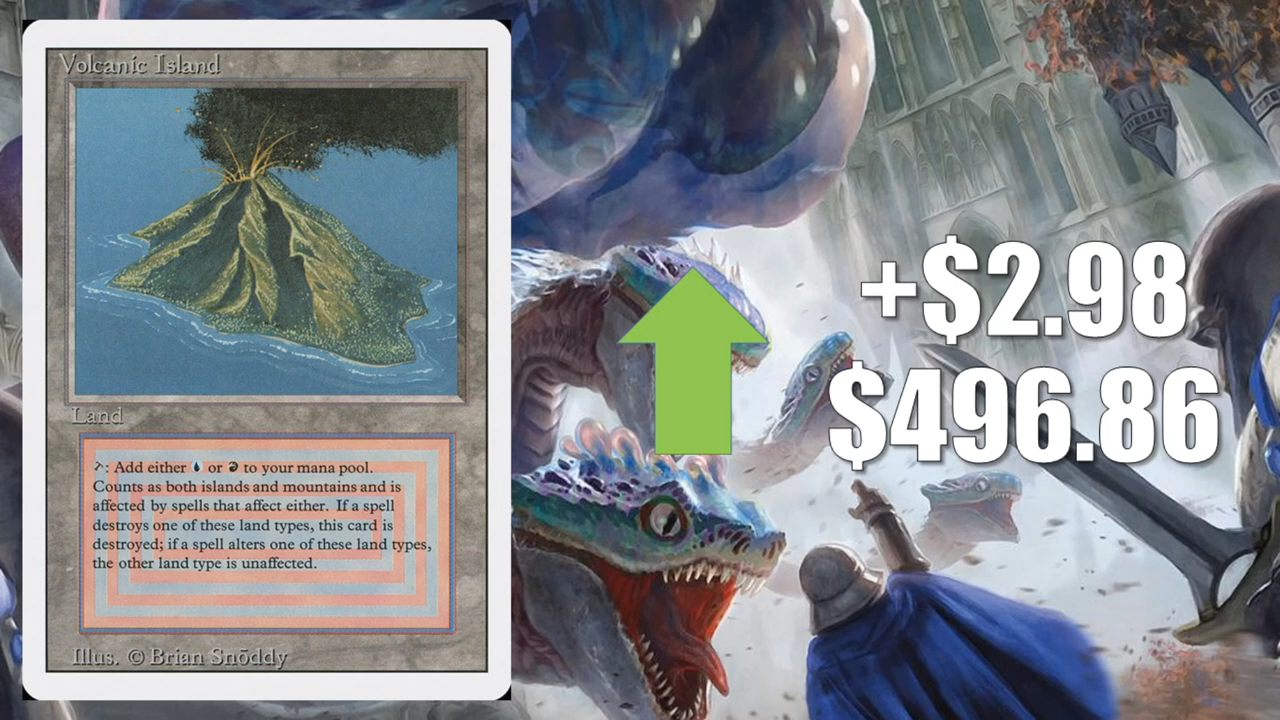 Volcanic Island
Land
: Add either or to your mana pool.
Counts as both islands and mountains and is
affected by spells that affect either. If a spell
destroys one of these land types, this card is
destroyed; if a spell alters one of these land types,
the other land type is unaffected.
Illus. © Brian Snōddy
+$2.98
$496.86